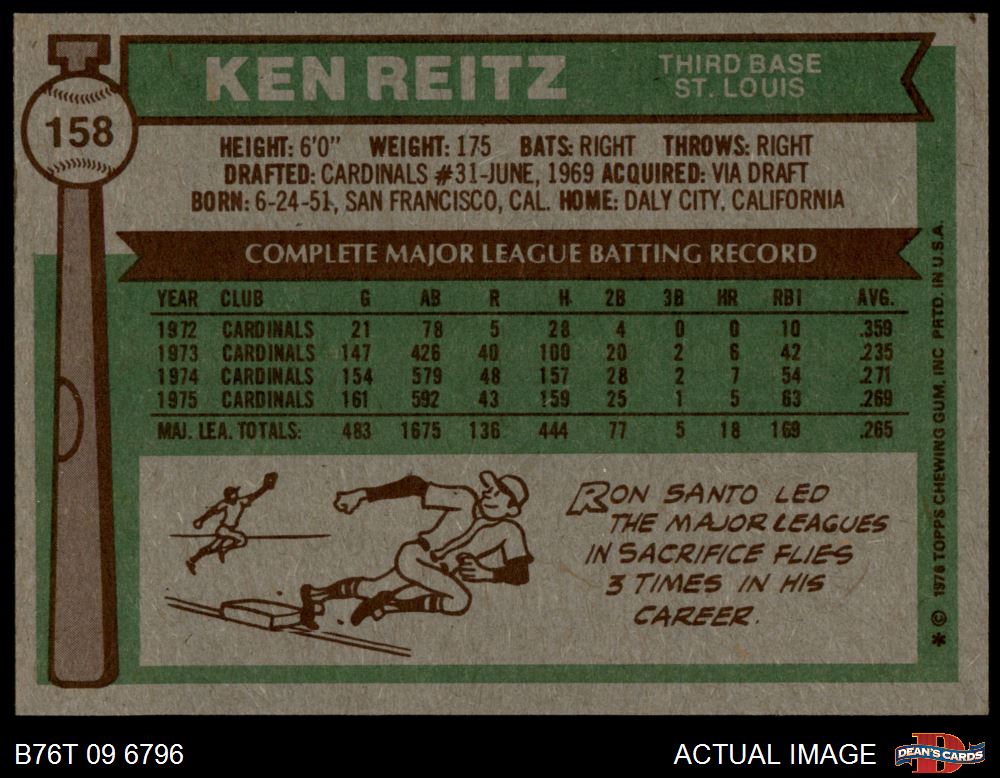 KEN REITZ
THIRD BASE
ST. LOUIS
158
HEIGHT: 6'0" WEIGHT: 175 BATS: RIGHT THROWS: RIGHT
DRAFTED: CARDINALS #31-JUNE, 1969 ACQUIRED: VIA DRAFT
BORN: 6-24-51, SAN FRANCISCO, CAL. HOME: DALY CITY, CALIFORNIA
COMPLETE MAJOR LEAGUE BATTING RECORD
YEAR CLUB G AB R H 2B 3B HR RBI AVG.
1972 CARDINALS 21 78 5 28 4 0 0 10 .359
1973 CARDINALS 147 426 40 100 20 2 6 42 .235
1974 CARDINALS 154 579 48 157 28 2 7 54 .271
1975 CARDINALS 161 592 43 159 25 1 5 63 .269
MAJ. LEA. TOTALS: 483 1675 136 444 77 5 18 169 .265
RON SANTO LED
THE MAJOR LEAGUES
IN SACRIFICE FLIES
3 TIMES IN HIS
CAREER.
* © 1976 TOPPS CHEWING GUM, INC PRTD. IN U.S.A.
B76T 09 6796
ACTUAL IMAGE
DEAN'S CARDS